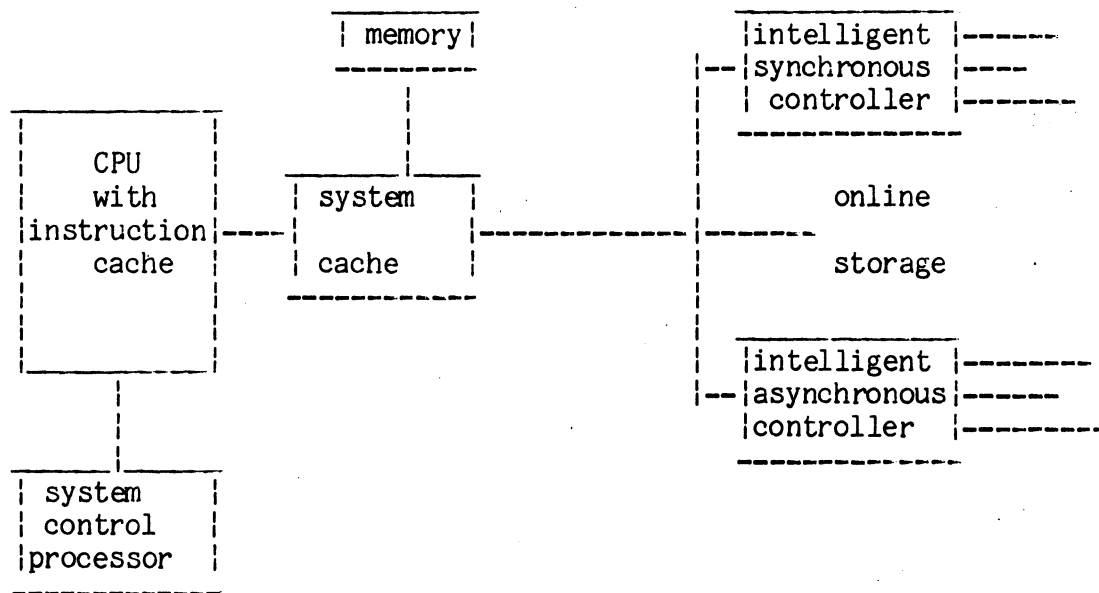 memory
intelligent
synchronous
controller
CPU
with
instruction
cache
system
cache
online
storage
intelligent
asynchronous
controller
system
control
processor